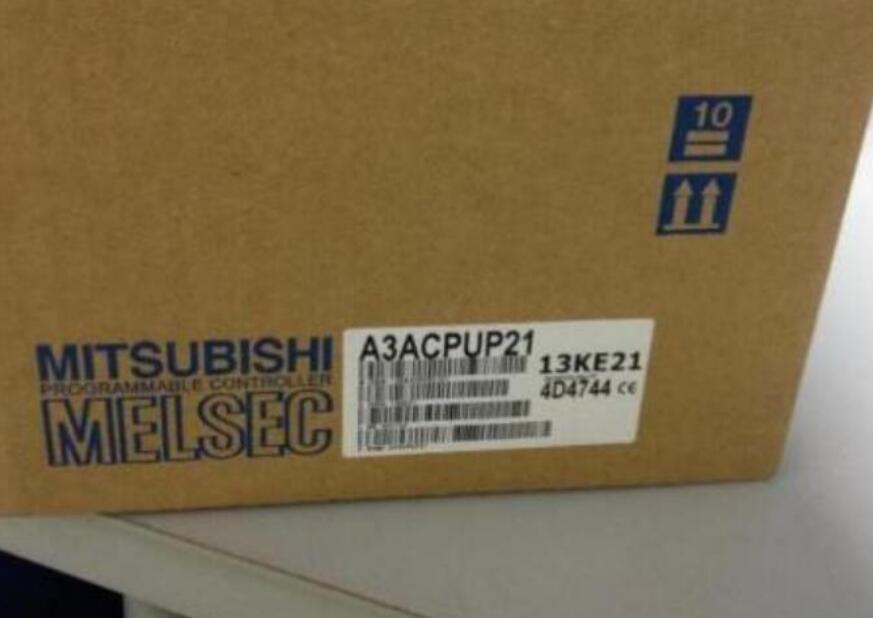 10
MITSUBISHI
PROGRAMMABLE CONTROLLER
MELSEC
A3ACPUP21
13KE21
4D4744 CE